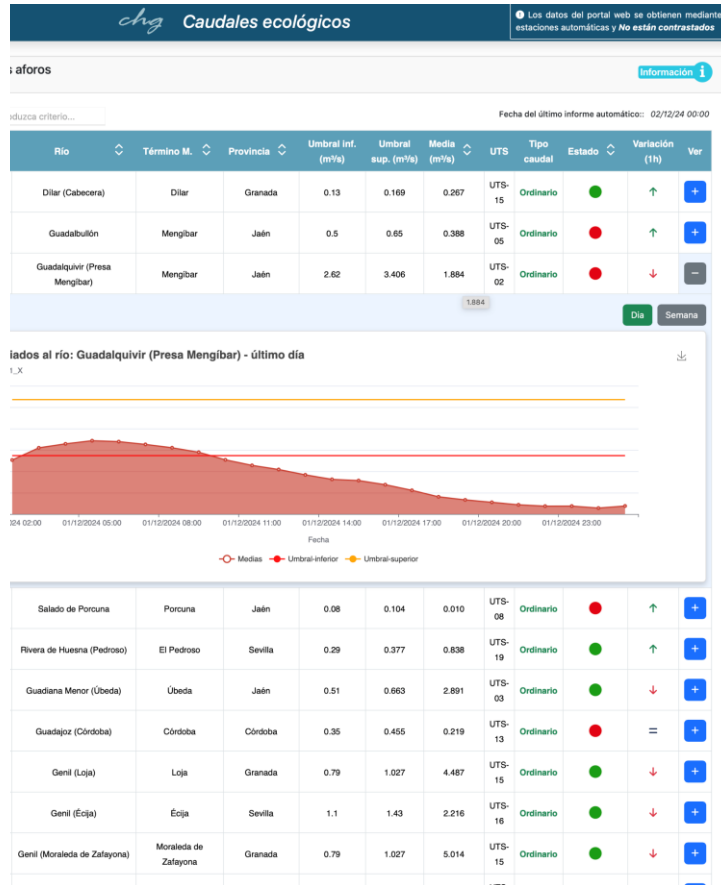 chg Caudales ecológicos
Los datos del portal web se obtienen mediante
estaciones automáticas y No están contrastados
s aforos
Información i
oduzca criterio...
Fecha del último informe automático:: 02/12/24 00:00
Río Término M. Provincia Umbral inf. (m³/s) Umbral sup. (m³/s) Media (m³/s) UTS Tipo caudal Estado Variación (1h) Ver
Dílar (Cabecera) Dílar Granada 0.13 0.169 0.267 UTS-15 Ordinario ↑ +
Guadalbullón Mengíbar Jaén 0.5 0.65 0.388 UTS-05 Ordinario ↑ +
Guadalquivir (Presa Mengíbar) Mengíbar Jaén 2.62 3.406 1.884 UTS-02 Ordinario ↓ −
1.884
Día Semana
iados al río: Guadalquivir (Presa Mengíbar) - último día
1_X
024 02:00 01/12/2024 05:00 01/12/2024 08:00 01/12/2024 11:00 01/12/2024 14:00 01/12/2024 17:00 01/12/2024 20:00 01/12/2024 23:00
Fecha
Medias Umbral-inferior Umbral-superior
Salado de Porcuna Porcuna Jaén 0.08 0.104 0.010 UTS-08 Ordinario ↑ +
Rivera de Huesna (Pedroso) El Pedroso Sevilla 0.29 0.377 0.838 UTS-19 Ordinario ↑ +
Guadiana Menor (Úbeda) Úbeda Jaén 0.51 0.663 2.891 UTS-03 Ordinario ↓ +
Guadajoz (Córdoba) Córdoba Córdoba 0.35 0.455 0.219 UTS-13 Ordinario = +
Genil (Loja) Loja Granada 0.79 1.027 4.487 UTS-15 Ordinario ↓ +
Genil (Écija) Écija Sevilla 1.1 1.43 2.216 UTS-16 Ordinario ↓ +
Genil (Moraleda de Zafayona) Moraleda de Zafayona Granada 0.79 1.027 5.014 UTS-15 Ordinario ↓ +